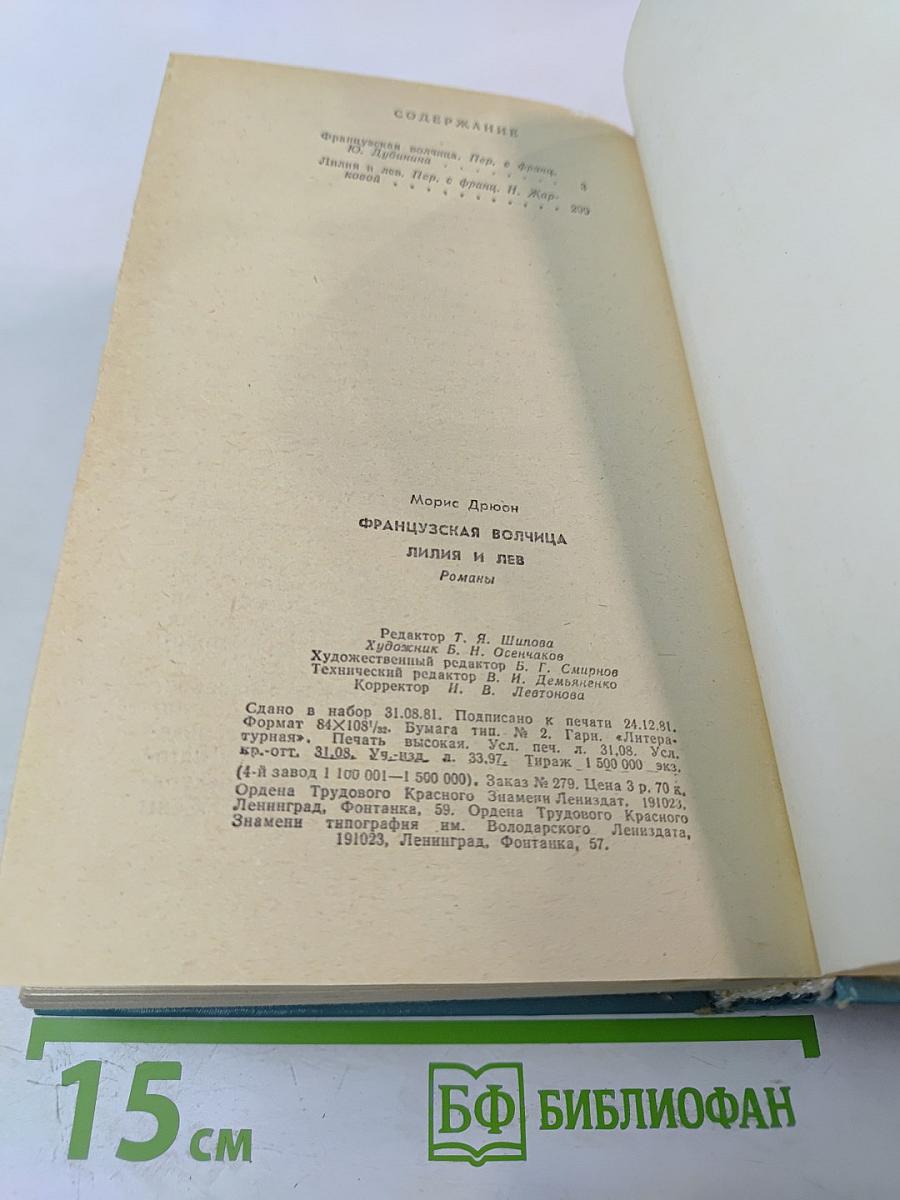 СОДЕРЖАНИЕ
Французская волчица. Пер. с франц.
Ю. Дубинина . . . . . . . . 3
Лилия и лев. Пер. с франц. Н. Жар-
ковой . . . . . . . . . . . 299
Морис Дрюон
ФРАНЦУЗСКАЯ ВОЛЧИЦА
ЛИЛИЯ И ЛЕВ
Романы
Редактор Т. Я. Шипова
Художник Б. Н. Осенчаков
Художественный редактор Б. Г. Смирнов
Технический редактор В. И. Демьяненко
Корректор И. В. Левтонова
Сдано в набор 31.08.81. Подписано к печати 24.12.81.
Формат 84×108¹/₃₂. Бумага тип. № 2. Гарн. «Литера-
турная». Печать высокая. Усл. печ. л. 31,08. Усл.
кр.-отт. 31,08. Уч.-изд. л. 33,97. Тираж 1 500 000 экз.
(4-й завод 1 100 001—1 500 000). Заказ № 279. Цена 3 р. 70 к.
Ордена Трудового Красного Знамени Лениздат, 191023,
Ленинград, Фонтанка, 59. Ордена Трудового Красного
Знамени типография им. Володарского Лениздата,
191023, Ленинград, Фонтанка, 57.
15 см
БФ БИБЛИОФАН